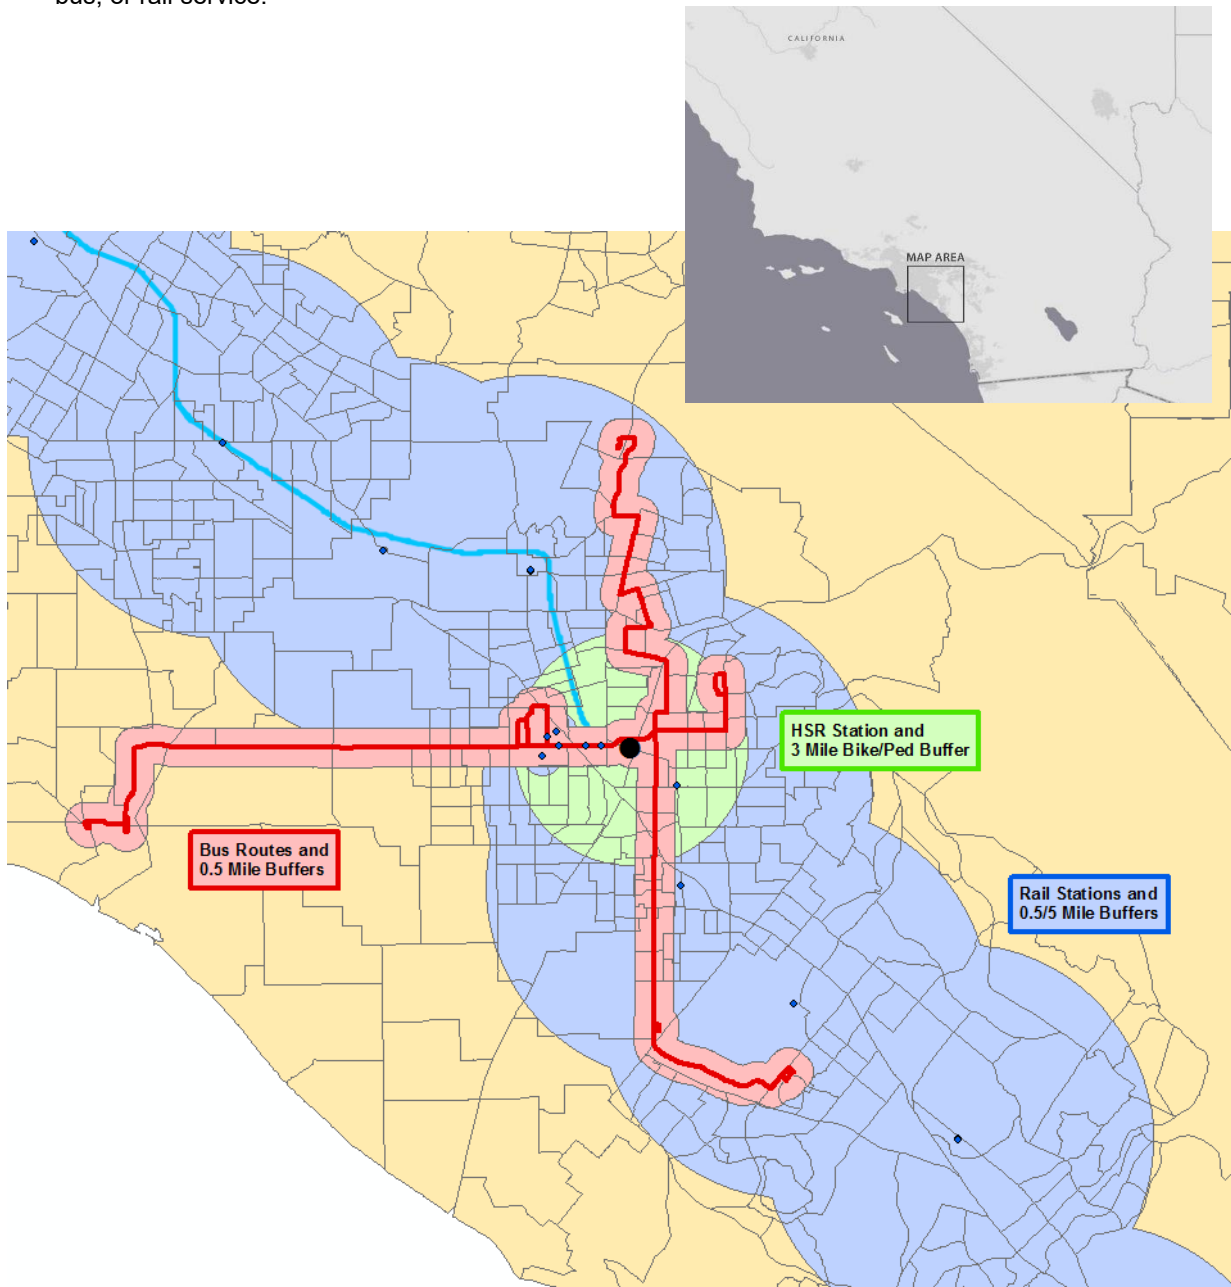 bus, or rail service.
CALIFORNIA
MAP AREA
HSR Station and
3 Mile Bike/Ped Buffer
Bus Routes and
0.5 Mile Buffers
Rail Stations and
0.5/5 Mile Buffers